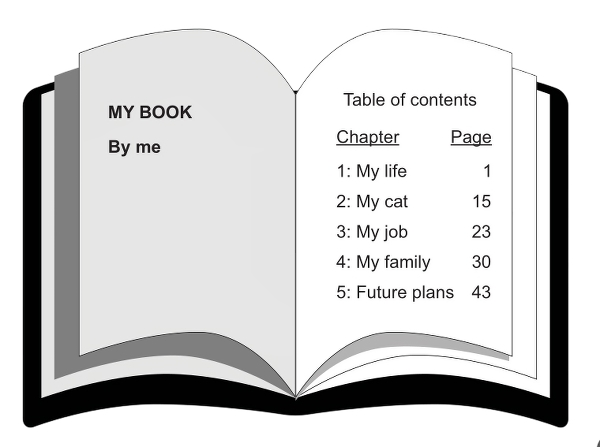 MY BOOK
By me
Table of contents
Chapter Page
1: My life 1
2: My cat 15
3: My job 23
4: My family 30
5: Future plans 43